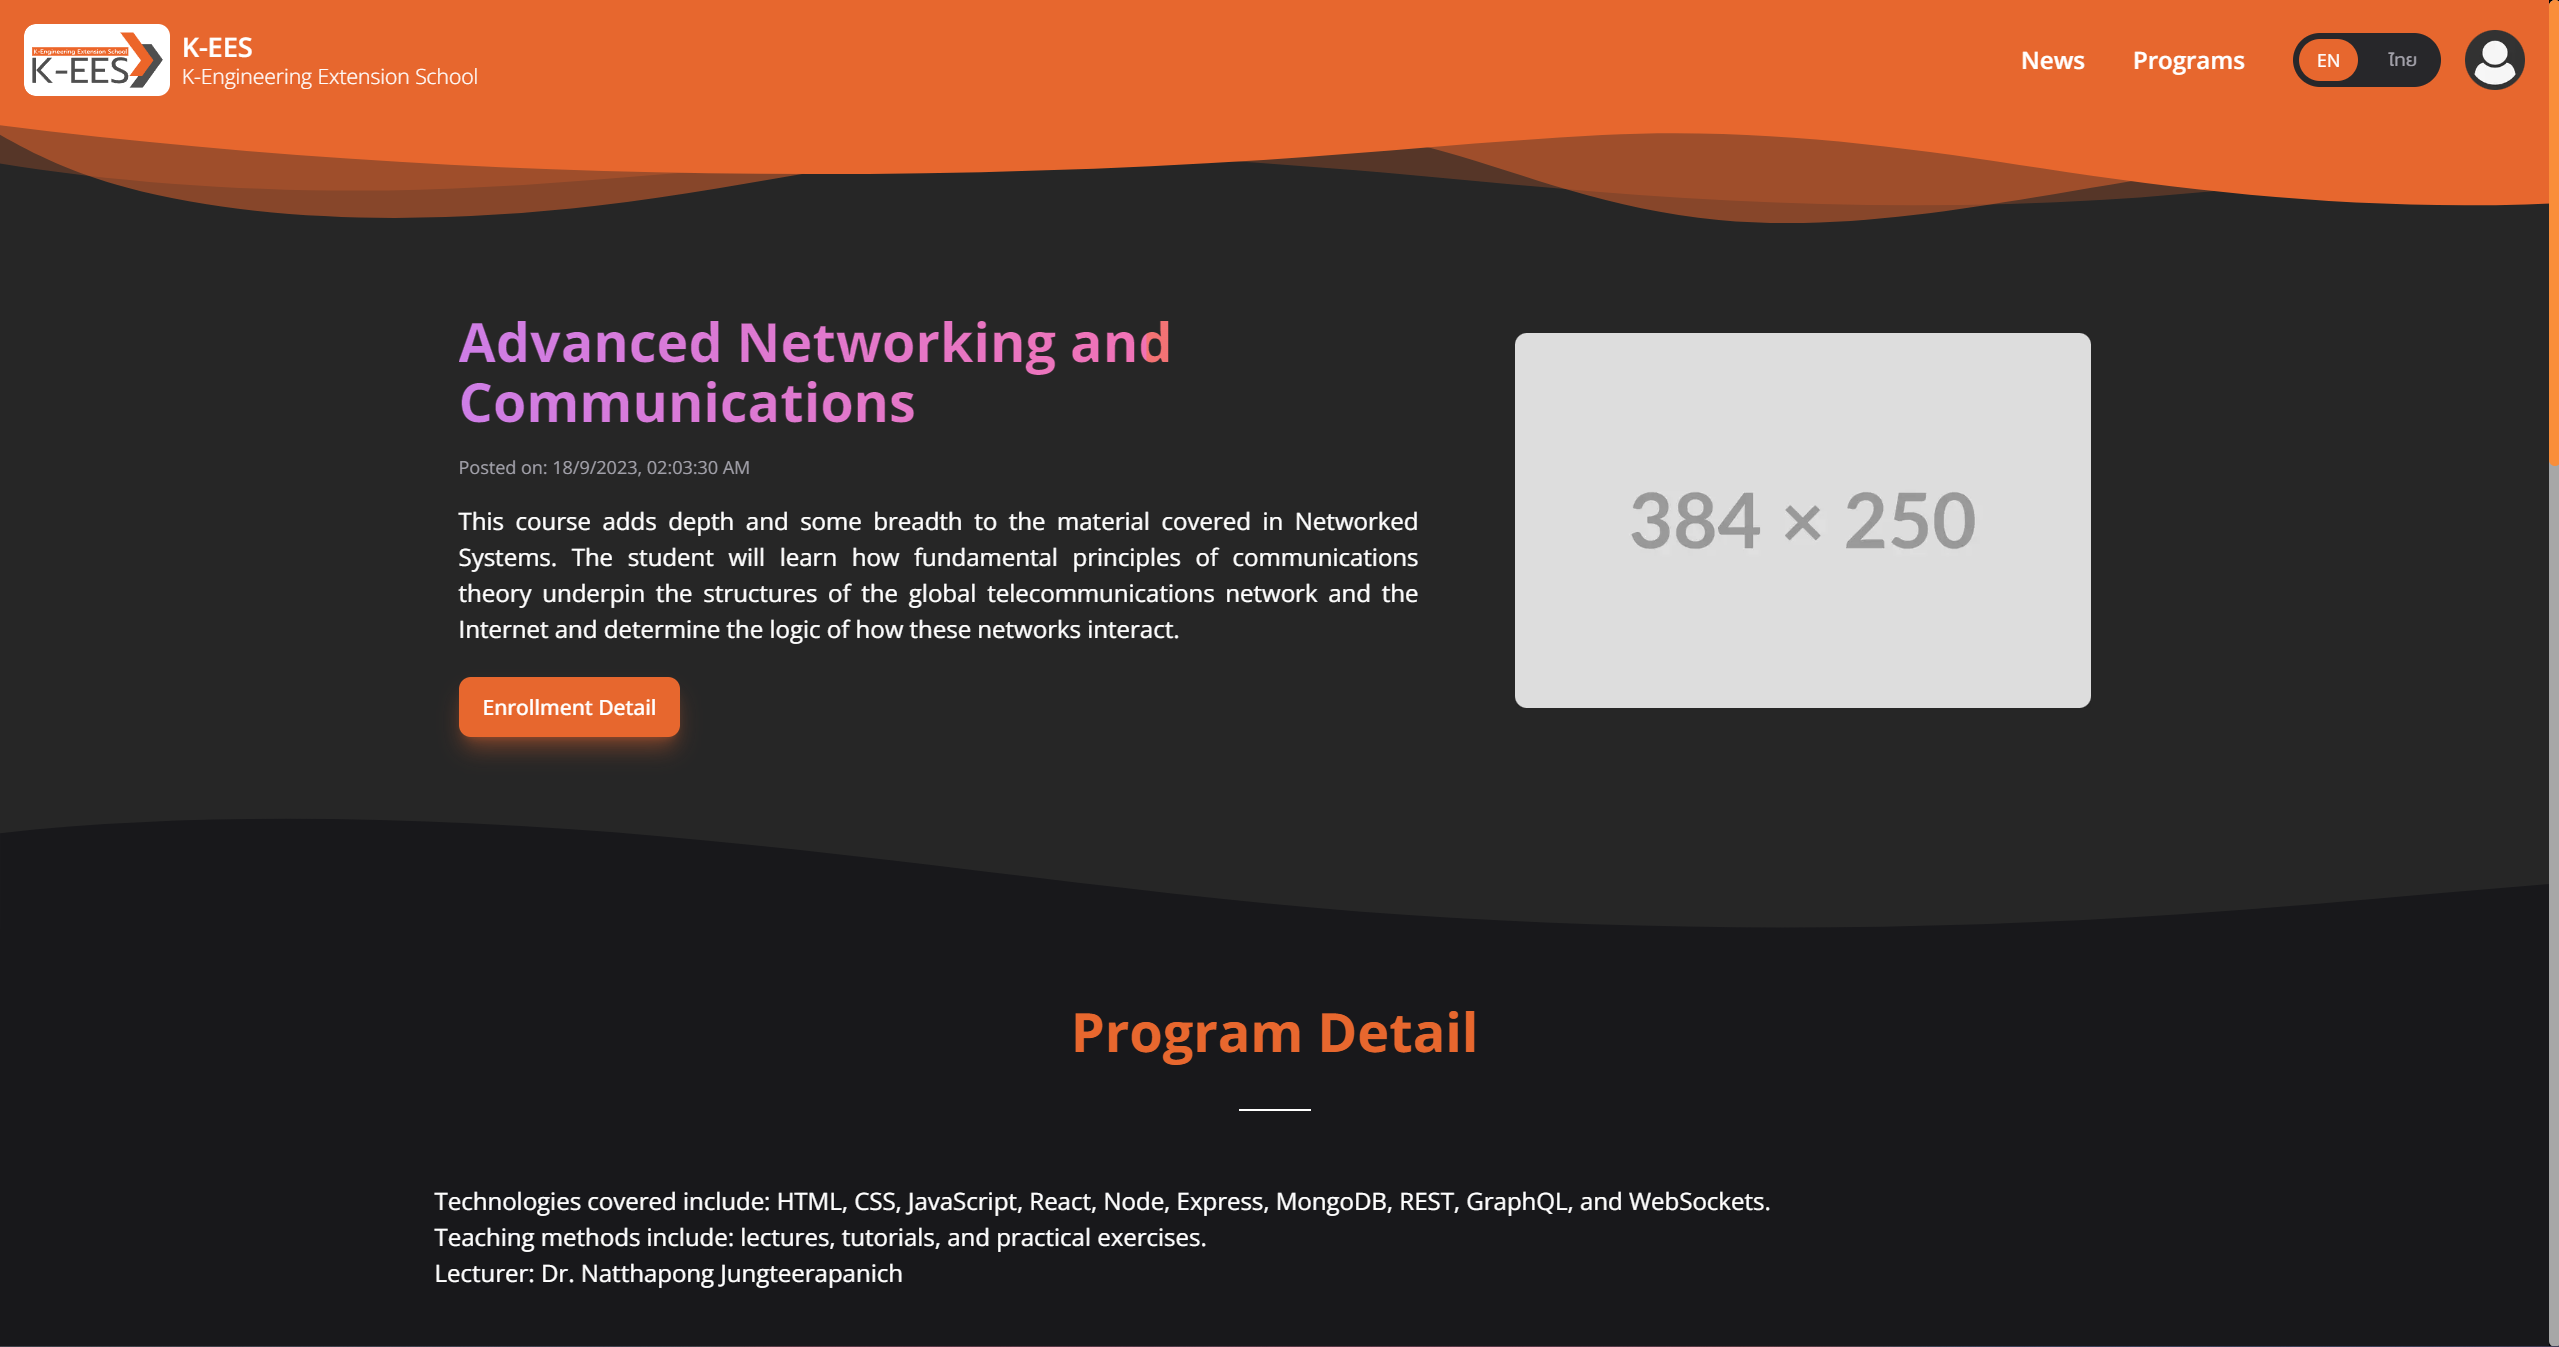 K-Engineering Extension School
K-EES
K-EES
K-Engineering Extension School
News
Programs
EN
ไทย
Advanced Networking and
Communications
Posted on: 18/9/2023, 02:03:30 AM
This course adds depth and some breadth to the material covered in Networked
Systems. The student will learn how fundamental principles of communications
theory underpin the structures of the global telecommunications network and the
Internet and determine the logic of how these networks interact.
Enrollment Detail
384 × 250
Program Detail
Technologies covered include: HTML, CSS, JavaScript, React, Node, Express, MongoDB, REST, GraphQL, and WebSockets.
Teaching methods include: lectures, tutorials, and practical exercises.
Lecturer: Dr. Natthapong Jungteerapanich